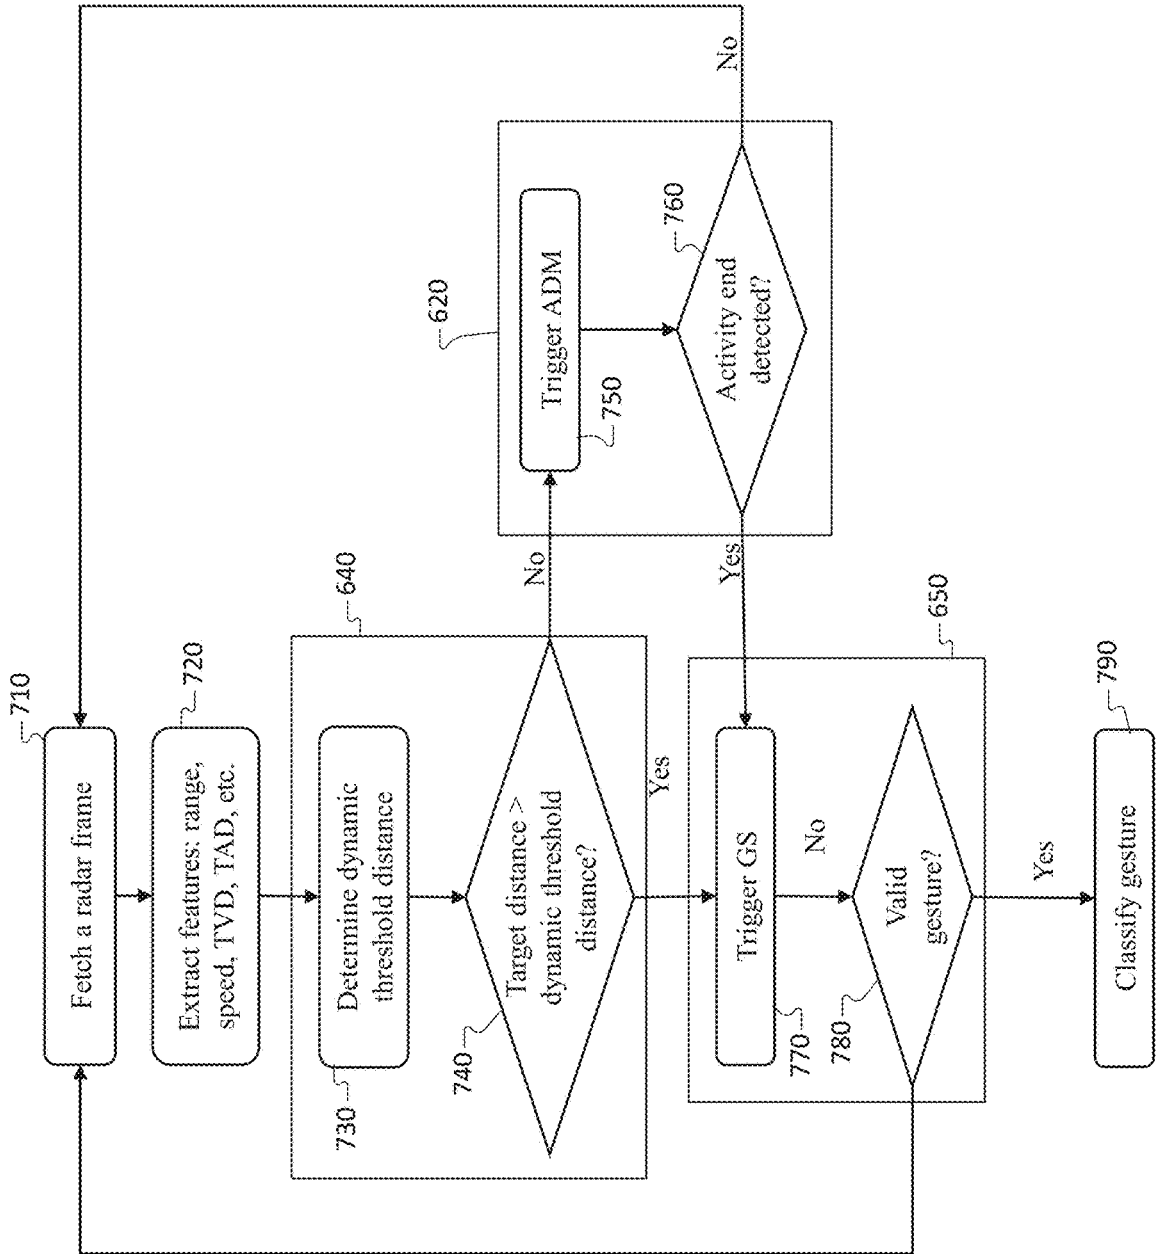 710
Fetch a radar frame
720
Extract features: range,
speed, TVD, TAD, etc.
640
730
Determine dynamic
threshold distance
740
Target distance >
dynamic threshold
distance?
No
Yes
620
Trigger ADM
750
760
Activity end
detected?
No
Yes
650
Trigger GS
770
No
780
Valid
gesture?
Yes
790
Classify gesture